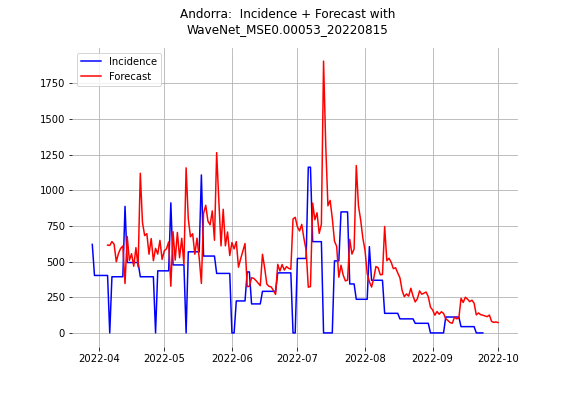 Andorra:  Incidence + Forecast with
WaveNet_MSE0.00053_20220815
Incidence
Forecast
1750
1500
1250
1000
750
500
250
0
2022-04 2022-05 2022-06 2022-07 2022-08 2022-09 2022-10